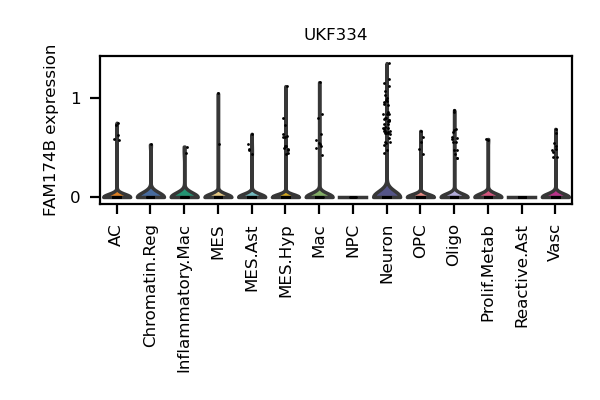 UKF334
FAM174B expression
1
0
AC
Chromatin.Reg
Inflammatory.Mac
MES
MES.Ast
MES.Hyp
Mac
NPC
Neuron
OPC
Oligo
Prolif.Metab
Reactive.Ast
Vasc